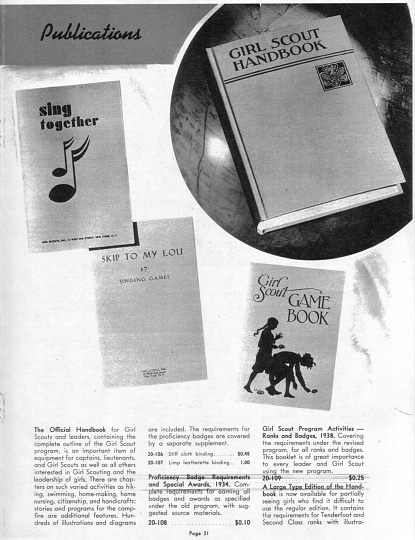 Publications
GIRL SCOUT
HANDBOOK
sing
together
GIRL SCOUTS, INC.
NEW YORK, N. Y.
SKIP TO MY LOU
SINGING GAMES
Girl
Scout GAME
BOOK
The Official Handbook for Girl
Scouts and leaders, containing the
complete outline of the Girl Scout
program, is an important item of
equipment for captains, lieutenants,
and Girl Scouts as well as all others
interested in Girl Scouting and the
leadership of girls. There are chap-
ters on such varied activities as hik-
ing, swimming, home-making, home
nursing, citizenship, and handicrafts;
stories and programs for the camp-
fire are additional features. Hun-
dreds of illustrations and diagrams
are included. The requirements for
the proficiency badges are covered
by a separate supplement.
20-106 Stiff cloth binding........ $0.45
20-107 Limp leatherette binding.. 1.00
Proficiency Badge Requirements
and Special Awards, 1934. Com-
plete requirements for earning all
badges and awards as specified
under the old program, with sug-
gested source materials.
20-108 ................ $0.10
Girl Scout Program Activities —
Ranks and Badges, 1938. Covering
the requirements under the revised
program, for all ranks and badges.
This booklet is of great importance
to every leader and Girl Scout
using the new program.
20-109 $0.25
A Large Type Edition of the Hand-
book is now available for partially
seeing girls who find it difficult to
use the regular edition. It contains
the requirements for Tenderfoot and
Second Class ranks with illustra-
Page 21